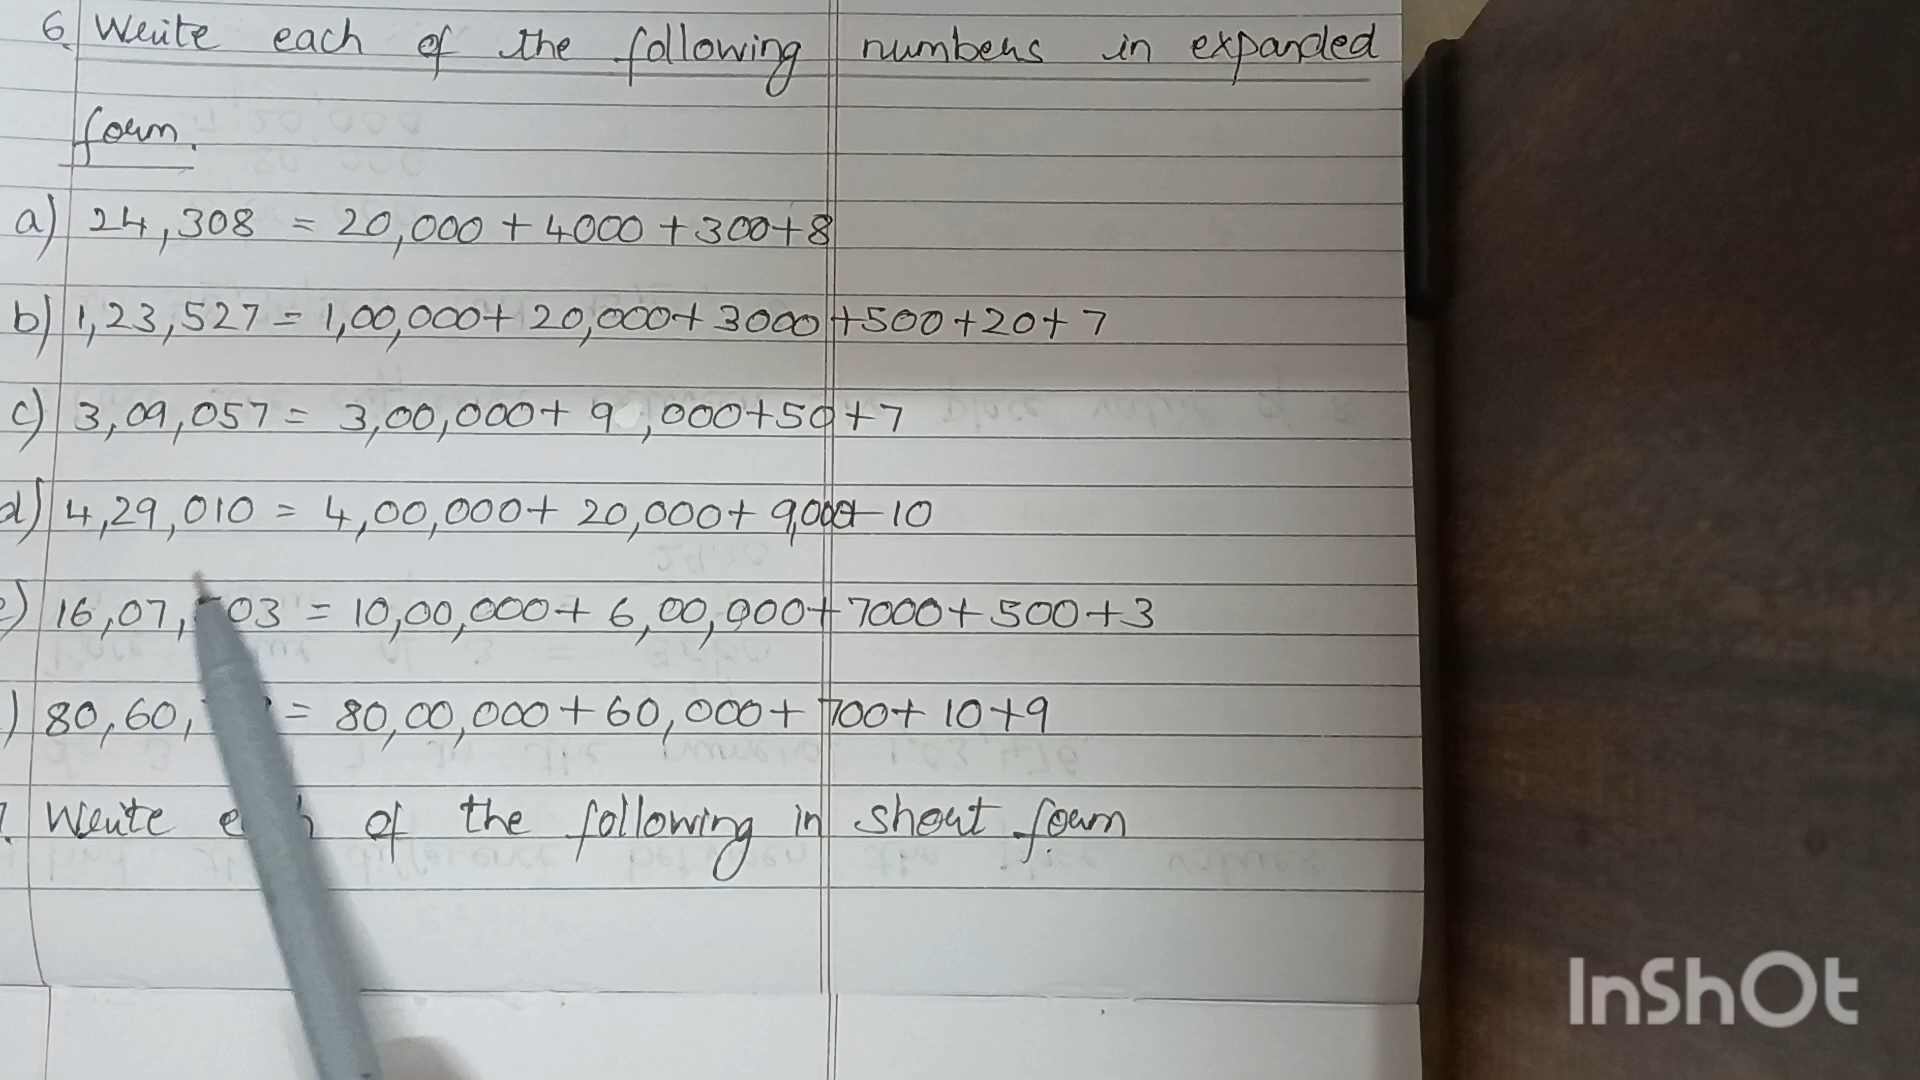 6. Write each of the following numbers in expanded
form.
a) 24,308 = 20,000 + 4000 + 300 + 8
b) 1,23,527 = 1,00,000 + 20,000 + 3000 + 500 + 20 + 7
c) 3,09,057 = 3,00,000 + 9 ,000 + 50 + 7
d) 4,29,010 = 4,00,000 + 20,000 + 9,000 + 10
) 16,07, 03 = 10,00,000 + 6,00,000 + 7000 + 500 + 3
) 80,60, = 80,00,000 + 60,000 + 700 + 10 + 9
Write of the following in short form
InShOt